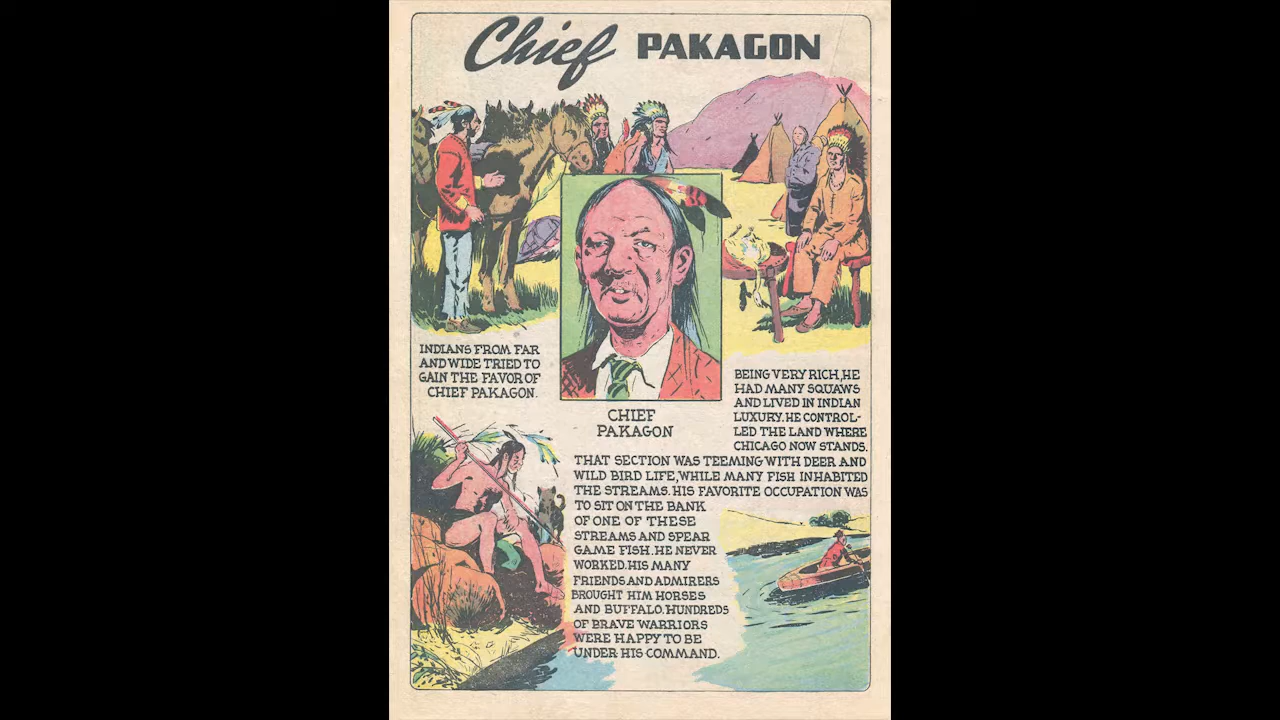 Chief PAKAGON
INDIANS FROM FAR
AND WIDE TRIED TO
GAIN THE FAVOR OF
CHIEF PAKAGON.
CHIEF
PAKAGON
BEING VERY RICH, HE
HAD MANY SQUAWS
AND LIVED IN INDIAN
LUXURY. HE CONTROL-
LED THE LAND WHERE
CHICAGO NOW STANDS.
THAT SECTION WAS TEEMING WITH DEER AND
WILD BIRD LIFE, WHILE MANY FISH INHABITED
THE STREAMS. HIS FAVORITE OCCUPATION WAS
TO SIT ON THE BANK
OF ONE OF THESE
STREAMS AND SPEAR
GAME FISH. HE NEVER
WORKED. HIS MANY
FRIENDS AND ADMIRERS
BROUGHT HIM HORSES
AND BUFFALO. HUNDREDS
OF BRAVE WARRIORS
WERE HAPPY TO BE
UNDER HIS COMMAND.